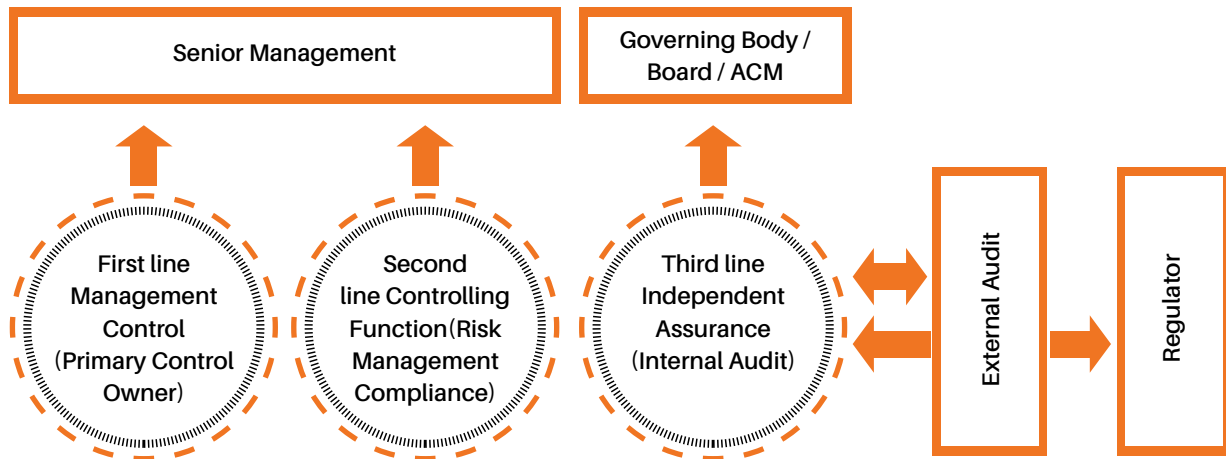 Senior Management
Governing Body /
Board / ACM
First line
Management
Control
(Primary Control
Owner)
Second
line Controlling
Function(Risk
Management
Compliance)
Third line
Independent
Assurance
(Internal Audit)
External Audit
Regulator